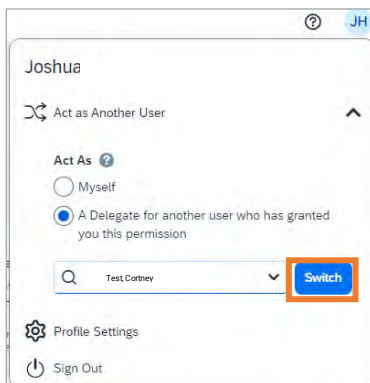 JH
Joshua
Act as Another User
Act As
Myself
A Delegate for another user who has granted
you this permission
Test, Cortney
Switch
Profile Settings
Sign Out